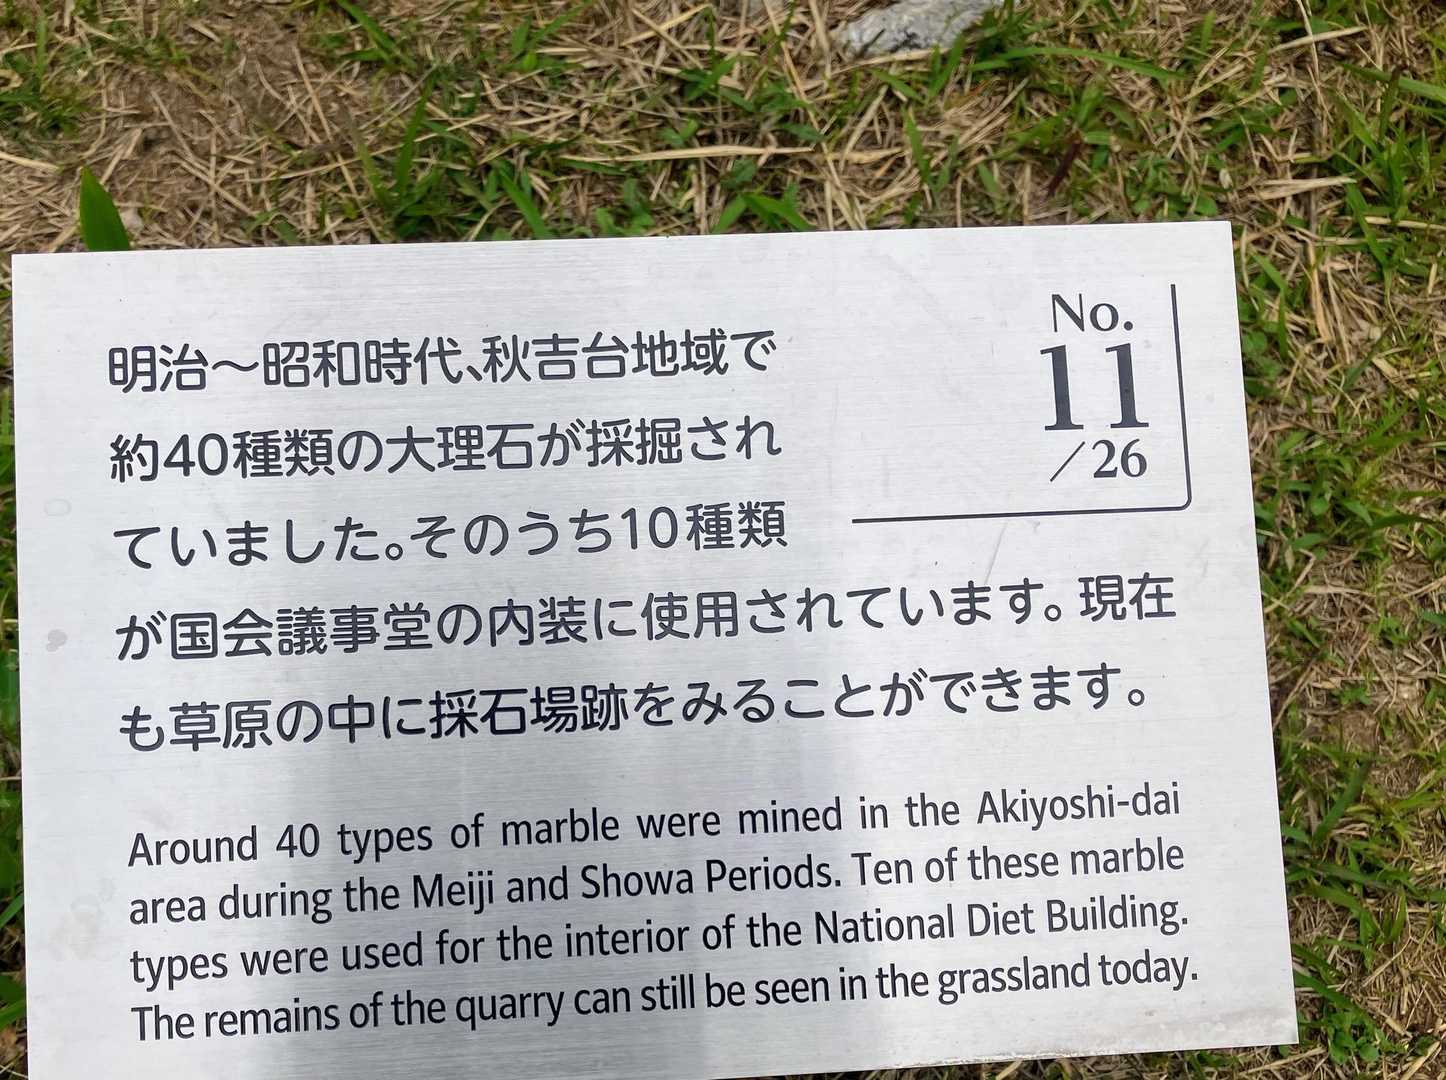 No.
11
/26
明治～昭和時代、秋吉台地域で
約40種類の大理石が採掘され
ていました。そのうち10種類
が国会議事堂の内装に使用されています。現在
も草原の中に採石場跡をみることができます。
Around 40 types of marble were mined in the Akiyoshi-dai
area during the Meiji and Showa Periods. Ten of these marble
types were used for the interior of the National Diet Building.
The remains of the quarry can still be seen in the grassland today.